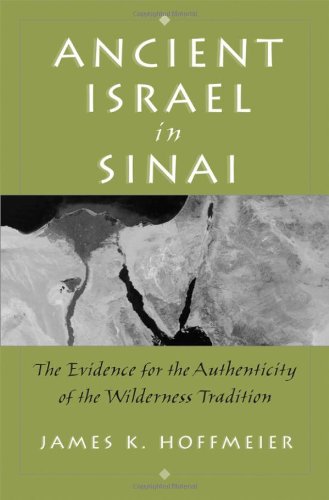 ANCIENT
ISRAEL
in
SINAI
The Evidence for the Authenticity
of the Wilderness Tradition
JAMES K. HOFFMEIER